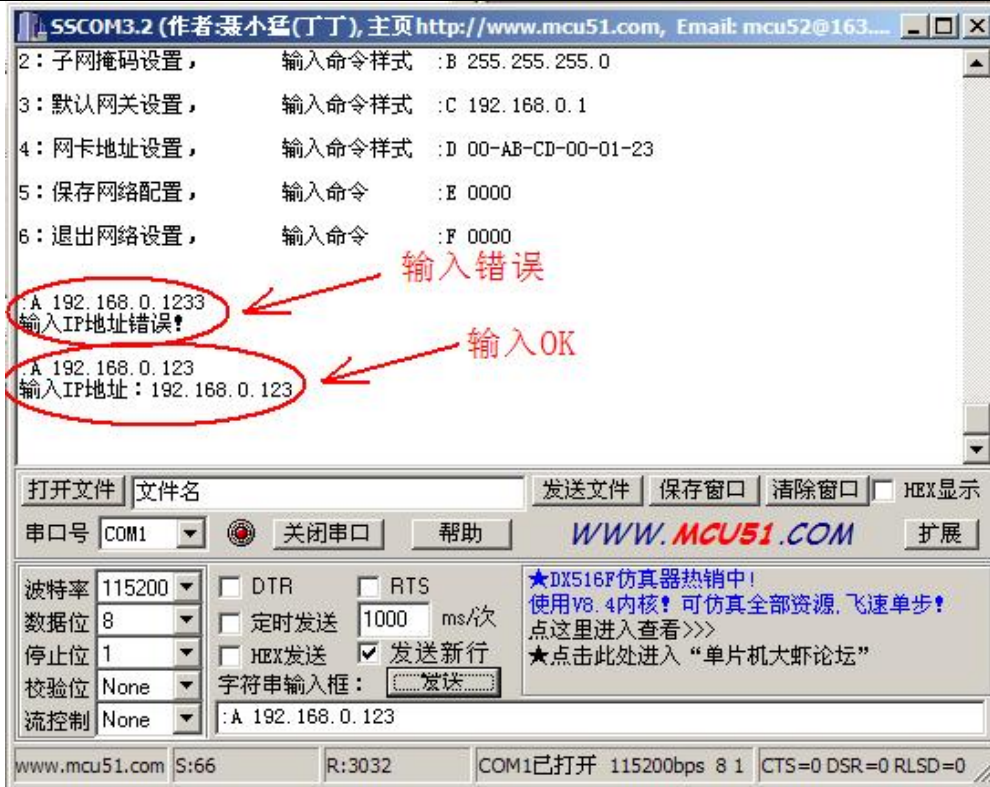 SSCOM3.2 (作者:聂小猛(丁丁), 主页http://www.mcu51.com, Email: mcu52@163....
2：子网掩码设置， 输入命令样式 :B 255.255.255.0
3：默认网关设置， 输入命令样式 :C 192.168.0.1
4：网卡地址设置， 输入命令样式 :D 00-AB-CD-00-01-23
5：保存网络配置， 输入命令 :E 0000
6：退出网络设置， 输入命令 :F 0000
输入错误
:A 192.168.0.1233
输入IP地址错误！
输入OK
:A 192.168.0.123
输入IP地址：192.168.0.123
打开文件 文件名 发送文件 保存窗口 清除窗口 HEX显示
串口号 COM1 关闭串口 帮助 WWW.MCU51.COM 扩展
波特率 115200 DTR RTS
数据位 8 定时发送 1000 ms/次
停止位 1 HEX发送 发送新行
校验位 None 字符串输入框： 发送
流控制 None :A 192.168.0.123
★DX516F仿真器热销中！
使用V8.4内核！可仿真全部资源,飞速单步！
点这里进入查看>>>
★点击此处进入“单片机大虾论坛”
www.mcu51.com S:66 R:3032 COM1已打开 115200bps 8 1 CTS=0 DSR=0 RLSD=0